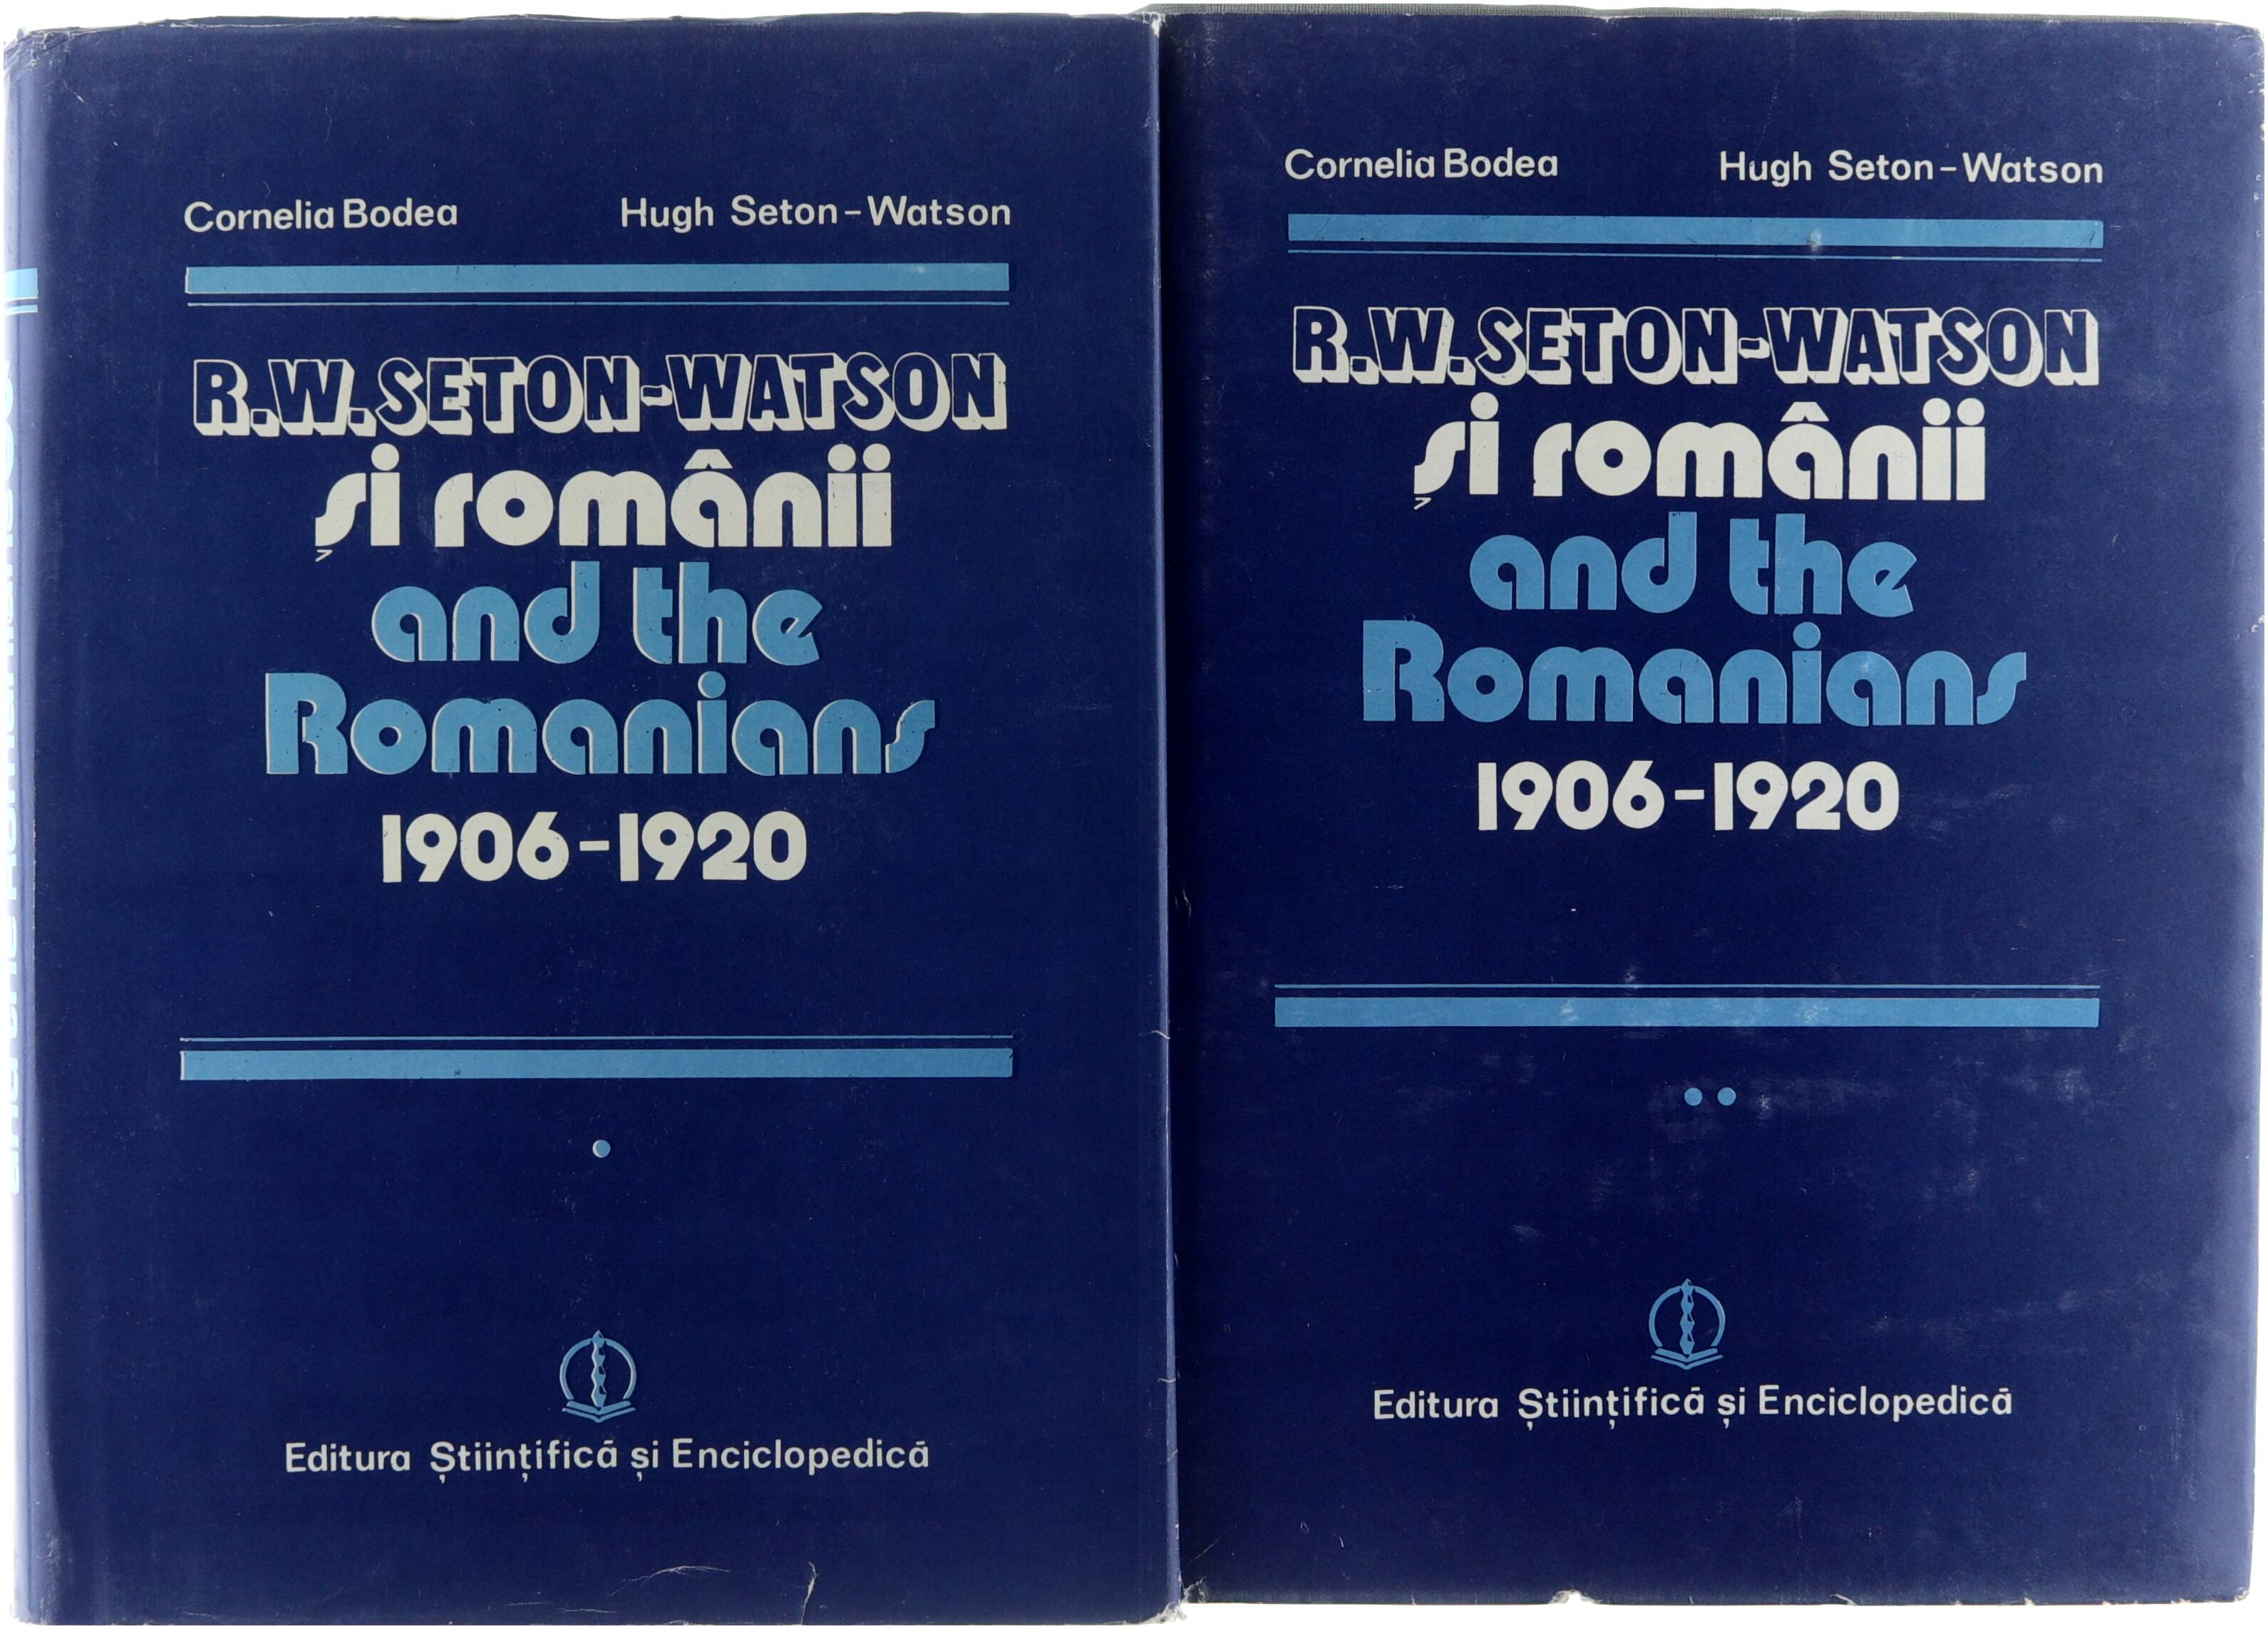 Cornelia Bodea Hugh Seton-Watson
R.W.SETON-WATSON
și românii
and the
Romanians
1906-1920
Editura Științifică și Enciclopedică
Cornelia Bodea Hugh Seton-Watson
R.W.SETON-WATSON
și românii
and the
Romanians
1906-1920
Editura Științifică și Enciclopedică